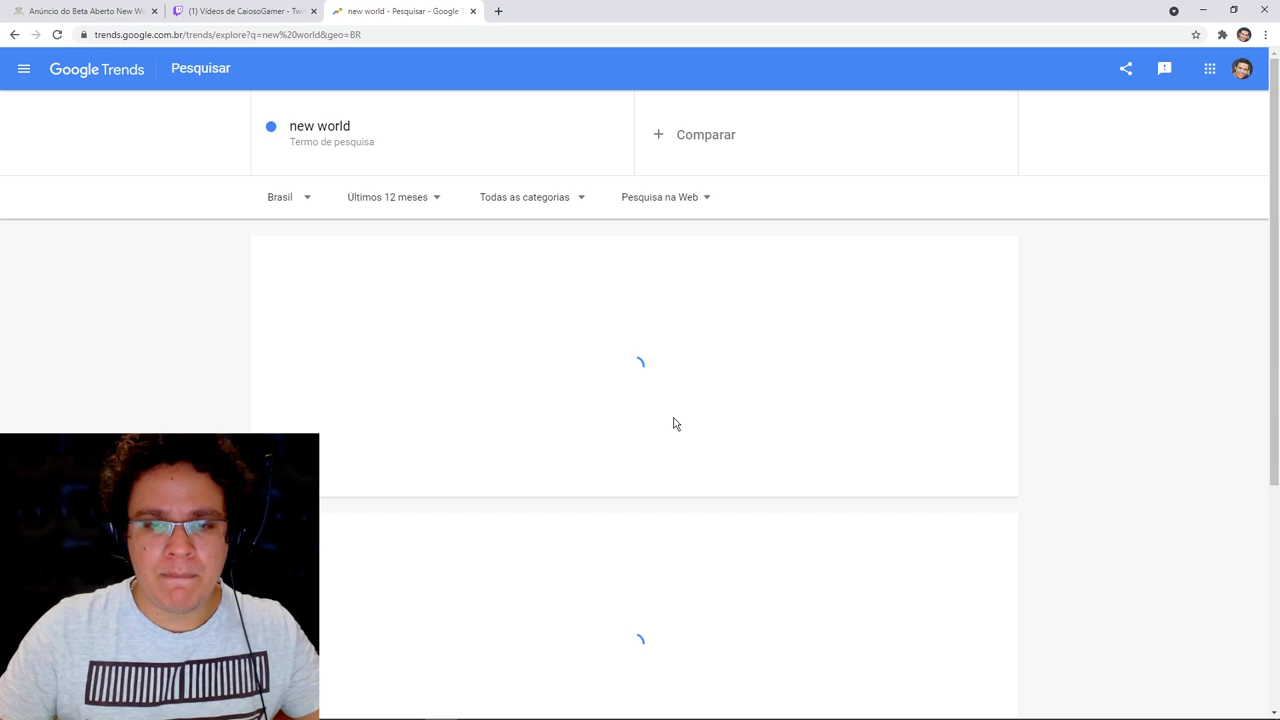 Anúncio do Beta Aberto New Wo
(1) Vídeos de CaiosoGamer - Twi
new world - Pesquisar - Google T
trends.google.com.br/trends/explore?q=new%20world&geo=BR
Google Trends
Pesquisar
new world
Termo de pesquisa
+ Comparar
Brasil
Últimos 12 meses
Todas as categorias
Pesquisa na Web